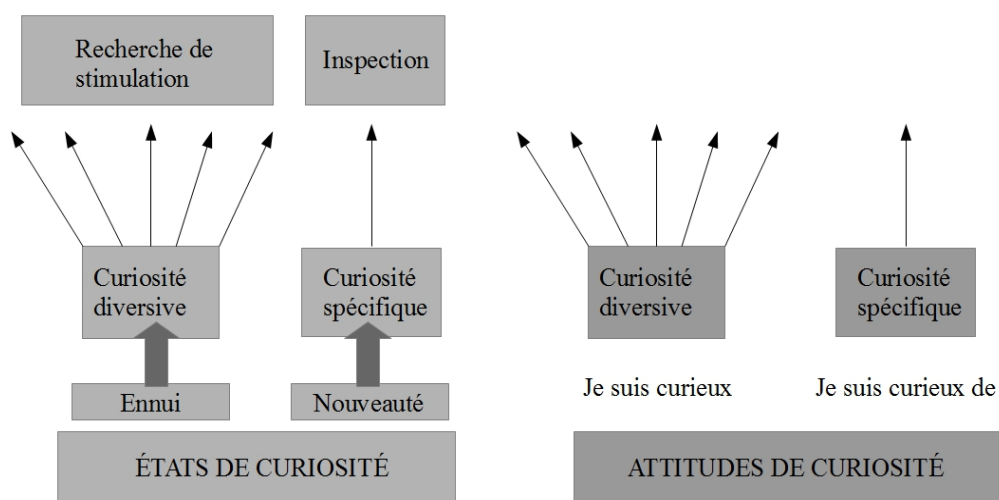 Recherche de
stimulation
Inspection
Curiosité
diversive
Curiosité
spécifique
Curiosité
diversive
Curiosité
spécifique
Ennui
Nouveauté
Je suis curieux
Je suis curieux de
ÉTATS DE CURIOSITÉ
ATTITUDES DE CURIOSITÉ